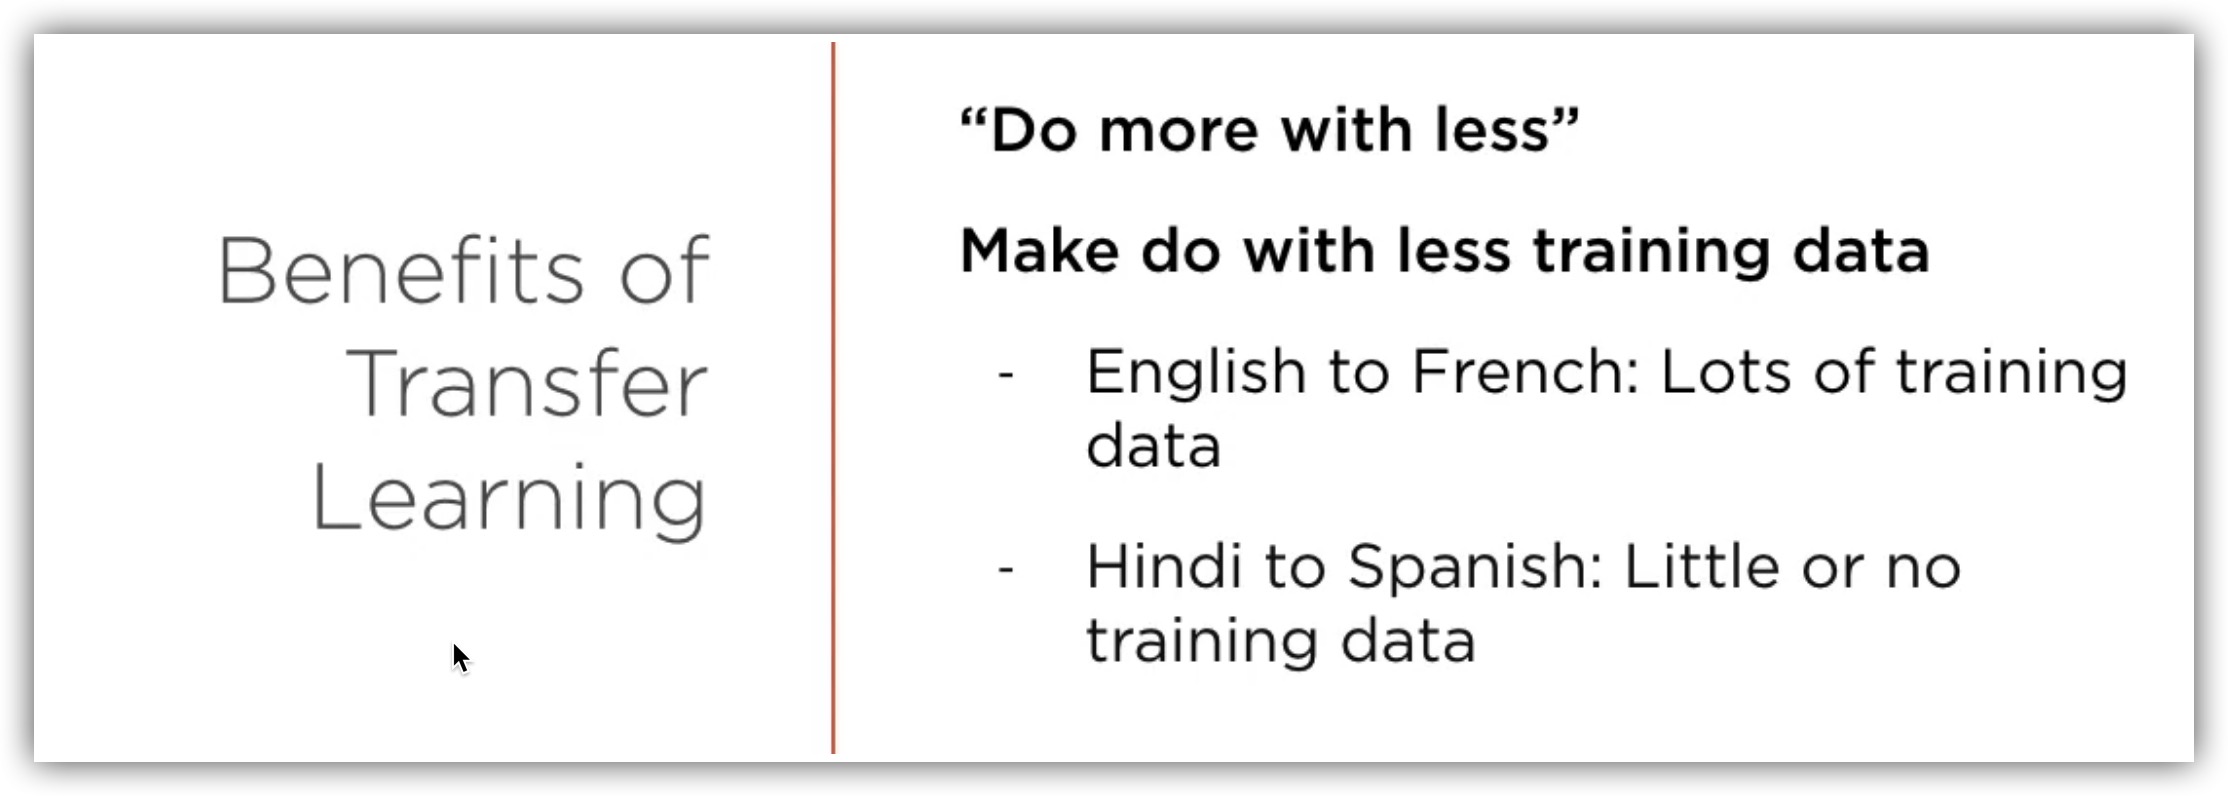 Benefits of
Transfer
Learning
“Do more with less”
Make do with less training data
- English to French: Lots of training
data
- Hindi to Spanish: Little or no
training data